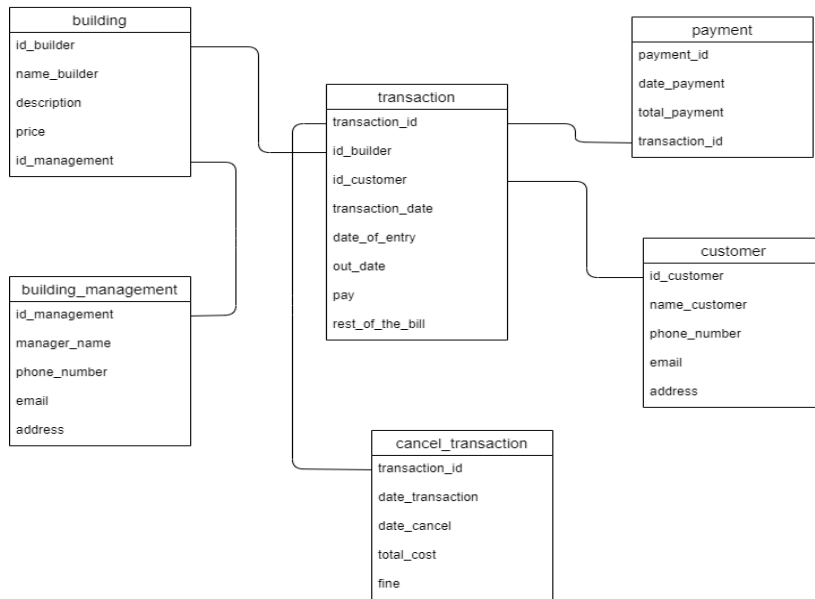 building
id_builder
name_builder
description
price
id_management
building_management
id_management
manager_name
phone_number
email
address
transaction
transaction_id
id_builder
id_customer
transaction_date
date_of_entry
out_date
pay
rest_of_the_bill
cancel_transaction
transaction_id
date_transaction
date_cancel
total_cost
fine
payment
payment_id
date_payment
total_payment
transaction_id
customer
id_customer
name_customer
phone_number
email
address